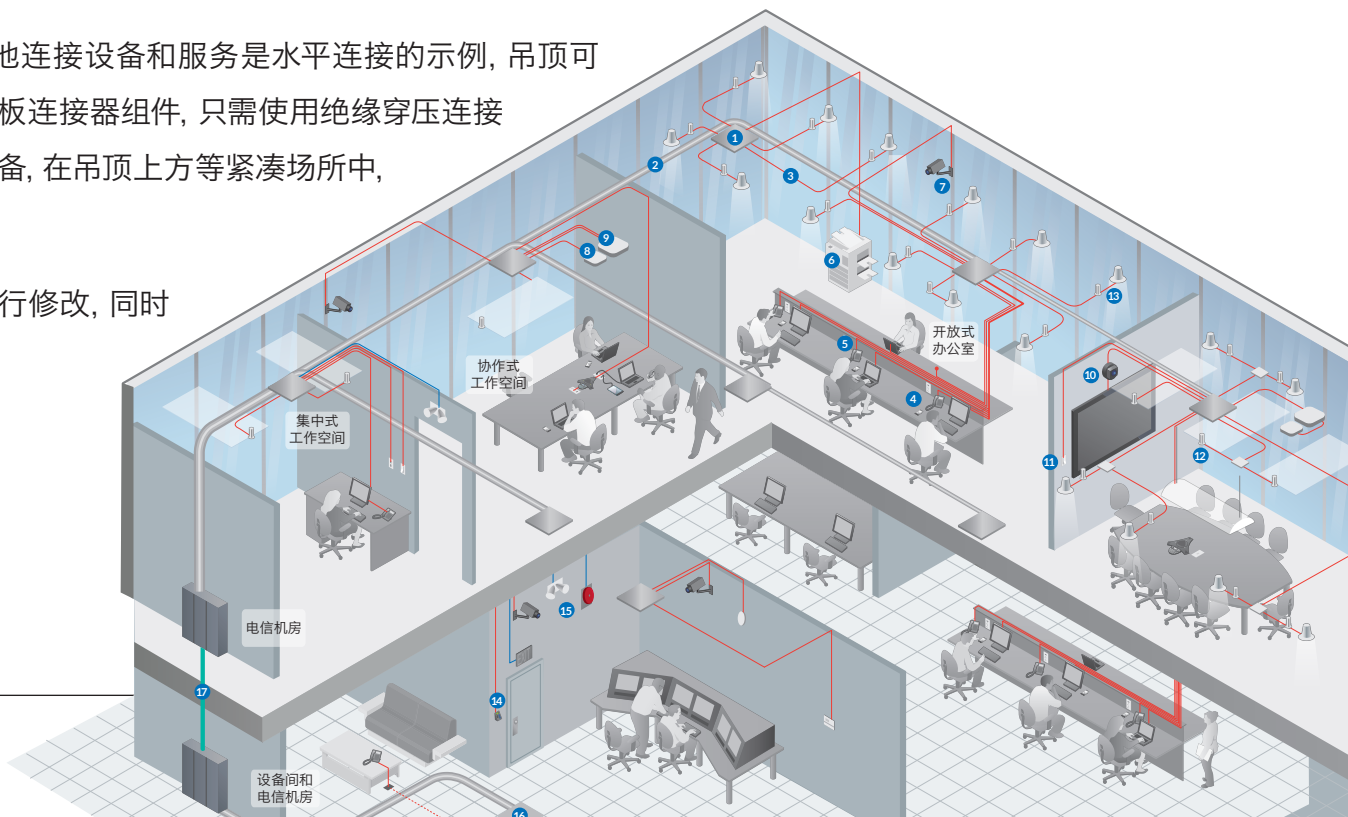 他连接设备和服务是水平连接的示例, 吊顶可
板连接器组件, 只需使用绝缘穿压连接
备, 在吊顶上方等紧凑场所中,
行修改, 同时
1
2
3
7
9
8
6
13
开放式
办公室
5
协作式
工作空间
10
4
集中式
工作空间
11
12
15
电信机房
17
14
设备间和
电信机房
16